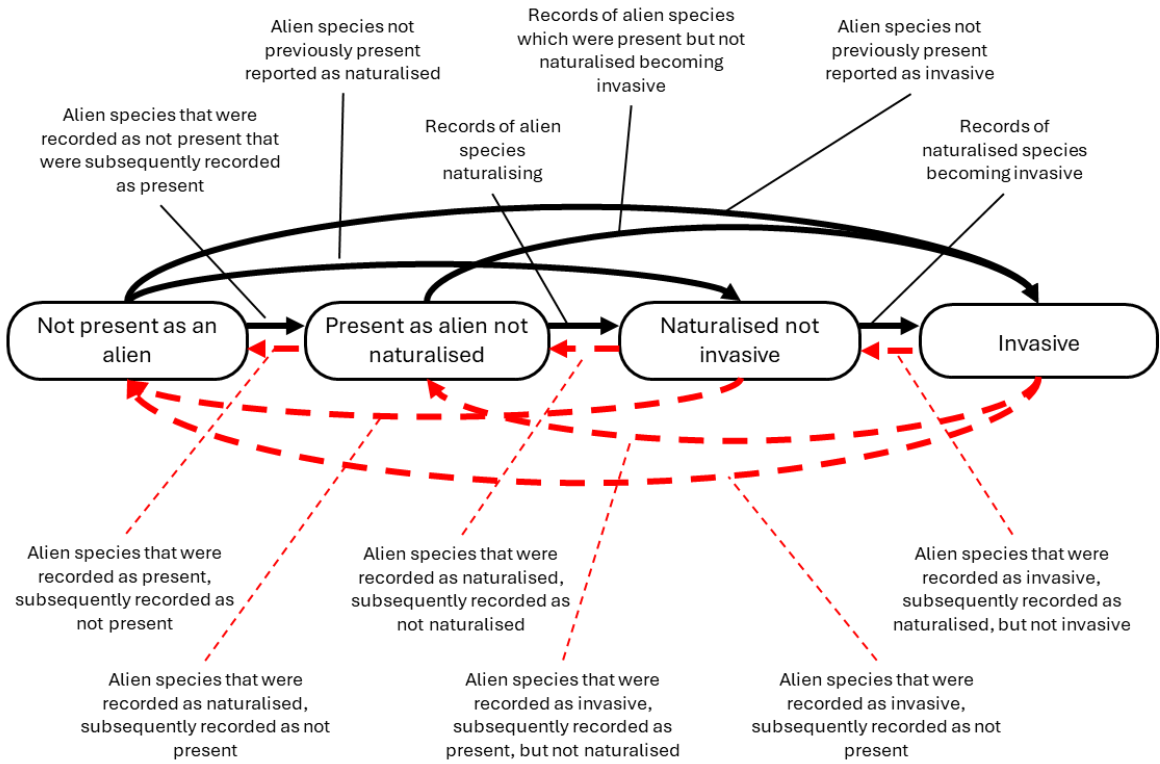 Alien species not
previously present
reported as naturalised
Records of alien species
which were present but not
naturalised becoming
invasive
Alien species not
previously present
reported as invasive
Alien species that were
recorded as not present that
were subsequently recorded
as present
Records of alien
species
naturalising
Records of
naturalised species
becoming invasive
Not present as an
alien
Present as alien not
naturalised
Naturalised not
invasive
Invasive
Alien species that were
recorded as present,
subsequently recorded as
not present
Alien species that were
recorded as naturalised,
subsequently recorded as
not naturalised
Alien species that were
recorded as invasive,
subsequently recorded as
naturalised, but not invasive
Alien species that were
recorded as naturalised,
subsequently recorded as not
present
Alien species that were
recorded as invasive,
subsequently recorded as
present, but not naturalised
Alien species that were
recorded as invasive,
subsequently recorded as not
present